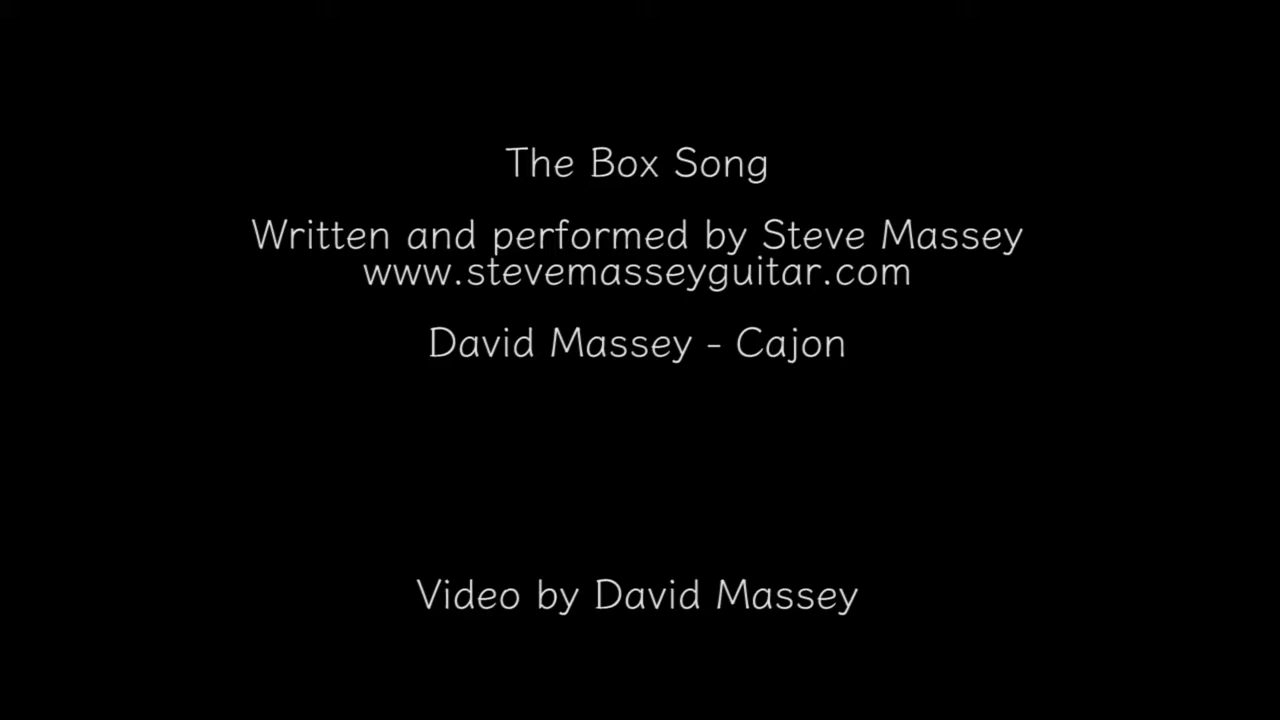 The Box Song
Written and performed by Steve Massey
www.stevemasseyguitar.com
David Massey - Cajon
Video by David Massey